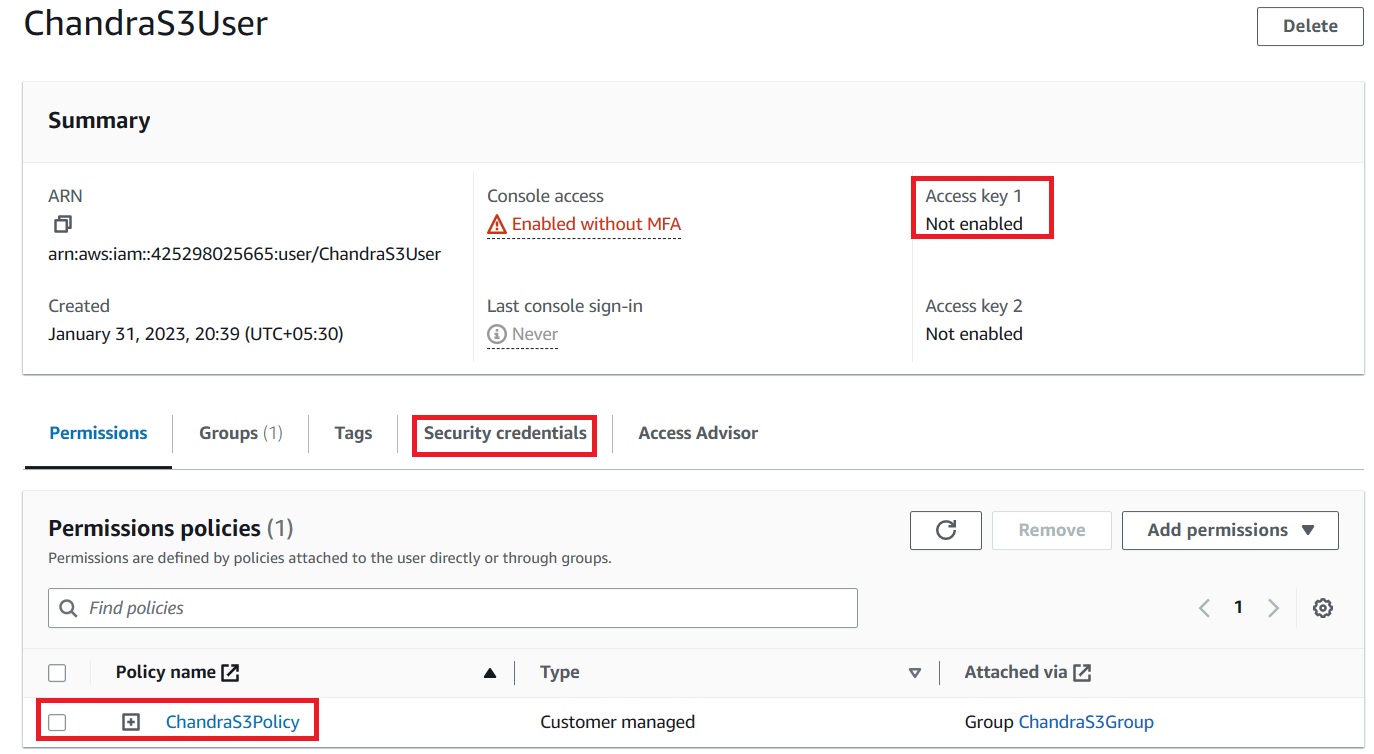 ChandraS3User
Delete
Summary
ARN
arn:aws:iam::425298025665:user/ChandraS3User
Created
January 31, 2023, 20:39 (UTC+05:30)
Console access
Enabled without MFA
Last console sign-in
Never
Access key 1
Not enabled
Access key 2
Not enabled
Permissions Groups (1) Tags Security credentials Access Advisor
Permissions policies (1)
Permissions are defined by policies attached to the user directly or through groups.
Remove
Add permissions
Find policies
1
Policy name Type Attached via
ChandraS3Policy Customer managed Group ChandraS3Group